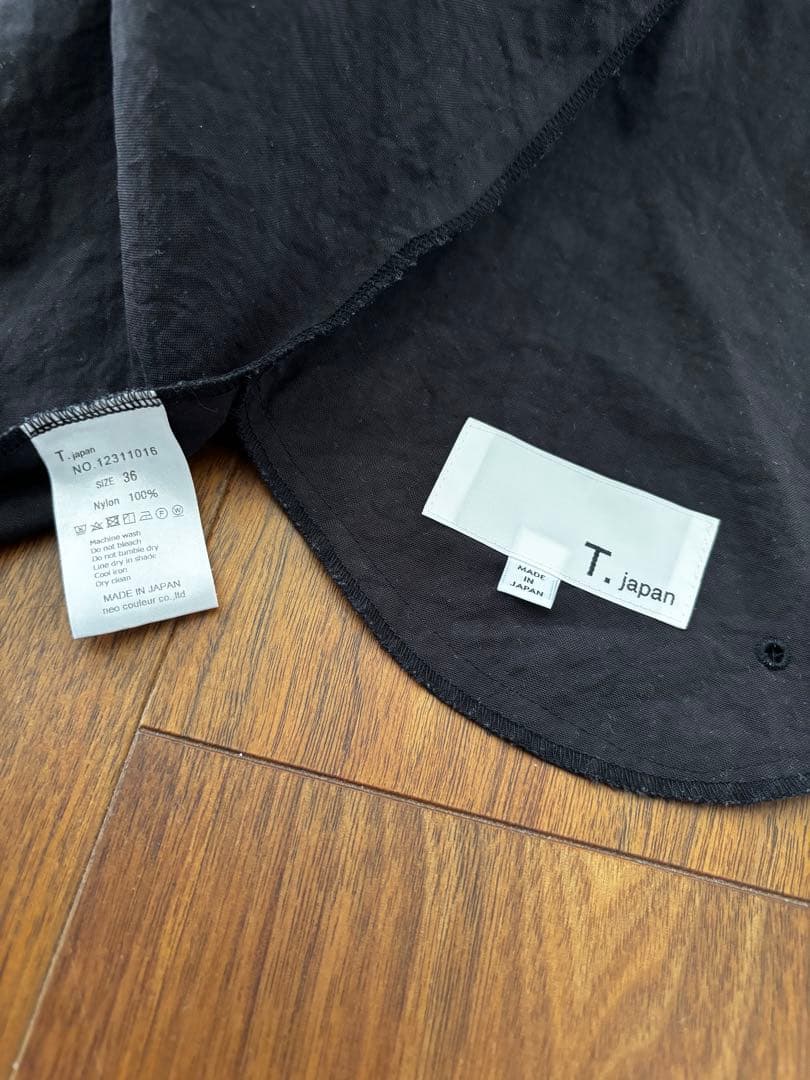 T. japan
NO.12311016
SIZE 36
Nylon 100%
Machine wash
Do not bleach
Do not tumble dry
Line dry in shade
Cool iron
Dry clean
MADE IN JAPAN
neo couleur co.,ltd
T. japan
MADE IN
JAPAN